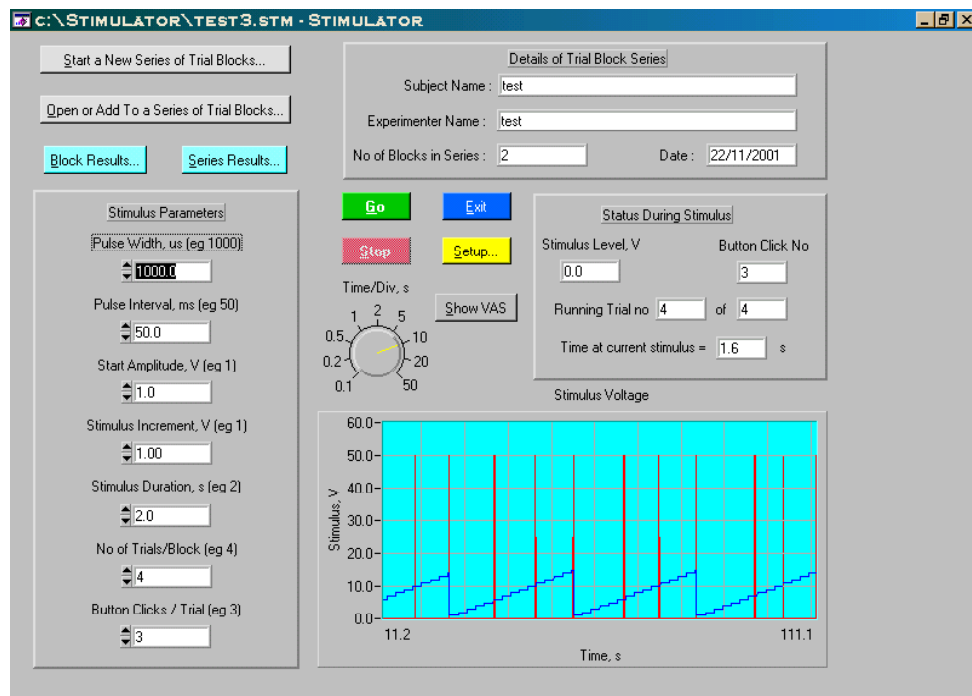 C:\STIMULATOR\TEST3.STM - STIMULATOR
Start a New Series of Trial Blocks...
Open or Add To a Series of Trial Blocks...
Block Results...
Series Results...
Details of Trial Block Series
Subject Name : test
Experimenter Name : test
No of Blocks in Series : 2
Date : 22/11/2001
Stimulus Parameters
Pulse Width, us (eg 1000)
1000.0
Pulse Interval, ms (eg 50)
50.0
Start Amplitude, V (eg 1)
1.0
Stimulus Increment, V (eg 1)
1.00
Stimulus Duration, s (eg 2)
2.0
No of Trials/Block (eg 4)
4
Button Clicks / Trial (eg 3)
3
Go
Exit
Stop
Setup...
Time/Div, s
0.1
0.2
0.5
1
2
5
10
20
50
Show VAS
Status During Stimulus
Stimulus Level, V
0.0
Button Click No
3
Running Trial no 4 of 4
Time at current stimulus = 1.6 s
Stimulus Voltage
Stimulus, V
60.0
50.0
40.0
30.0
20.0
10.0
0.0
11.2
111.1
Time, s